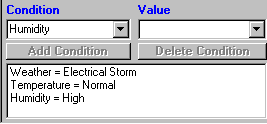 Condition Value
Humidity
Add Condition Delete Condition
Weather = Electrical Storm
Temperature = Normal
Humidity = High